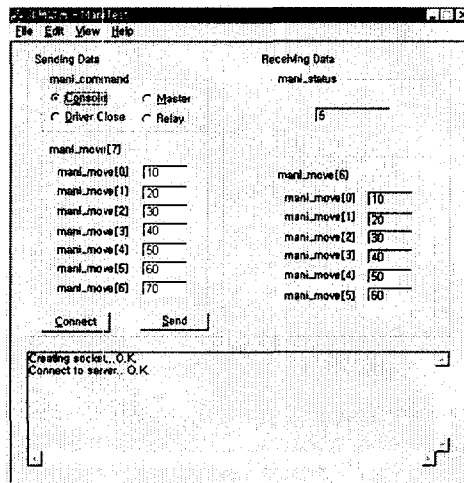 File Edit View Help
Sending Data
mani_command
Console
Master
Driver Close
Relay
mani_move[7]
mani_move[0] 10
mani_move[1] 20
mani_move[2] 30
mani_move[3] 40
mani_move[4] 50
mani_move[5] 60
mani_move[6] 70
Connect
Send
Receiving Data
mani_status
mani_move[6]
mani_move[0] 10
mani_move[1] 20
mani_move[2] 30
mani_move[3] 40
mani_move[4] 50
mani_move[5] 60
Creating socket...O.K.
Connect to server... O.K.